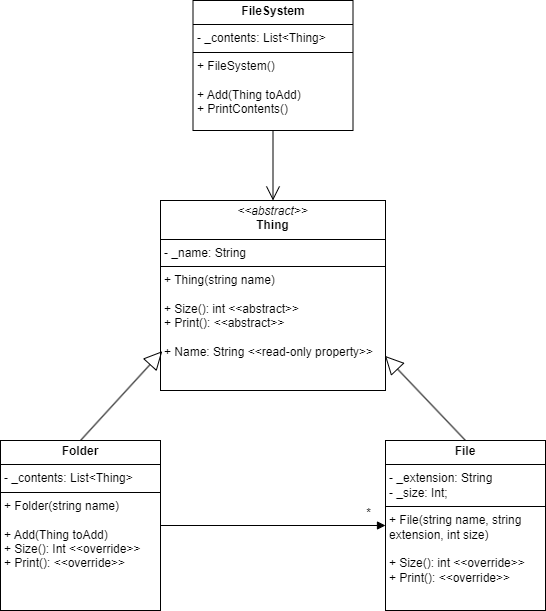 FileSystem
- _contents: List<Thing>
+ FileSystem()
+ Add(Thing toAdd)
+ PrintContents()
<<abstract>>
Thing
- _name: String
+ Thing(string name)
+ Size(): int <<abstract>>
+ Print(): <<abstract>>
+ Name: String <<read-only property>>
Folder
- _contents: List<Thing>
+ Folder(string name)
+ Add(Thing toAdd)
+ Size(): Int <<override>>
+ Print(): <<override>>
*
File
- _extension: String
- _size: Int;
+ File(string name, string
extension, int size)
+ Size(): int <<override>>
+ Print(): <<override>>